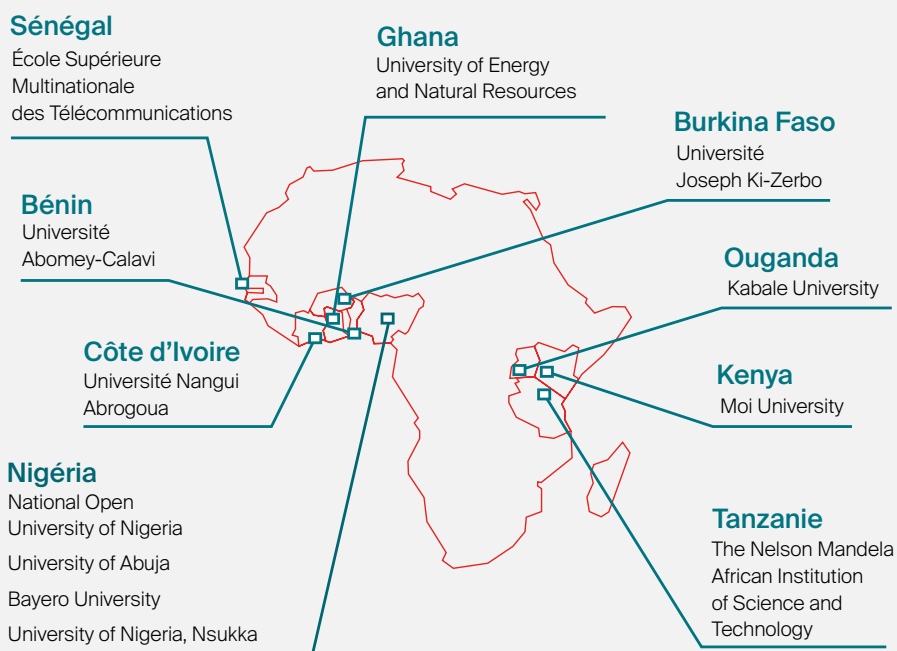 Sénégal
École Supérieure
Multinationale
des Télécommunications
Ghana
University of Energy
and Natural Resources
Burkina Faso
Université
Joseph Ki-Zerbo
Bénin
Université
Abomey-Calavi
Ouganda
Kabale University
Côte d’Ivoire
Université Nangui
Abrogoua
Kenya
Moi University
Nigéria
National Open
University of Nigeria
University of Abuja
Bayero University
University of Nigeria, Nsukka
Tanzanie
The Nelson Mandela
African Institution
of Science and
Technology